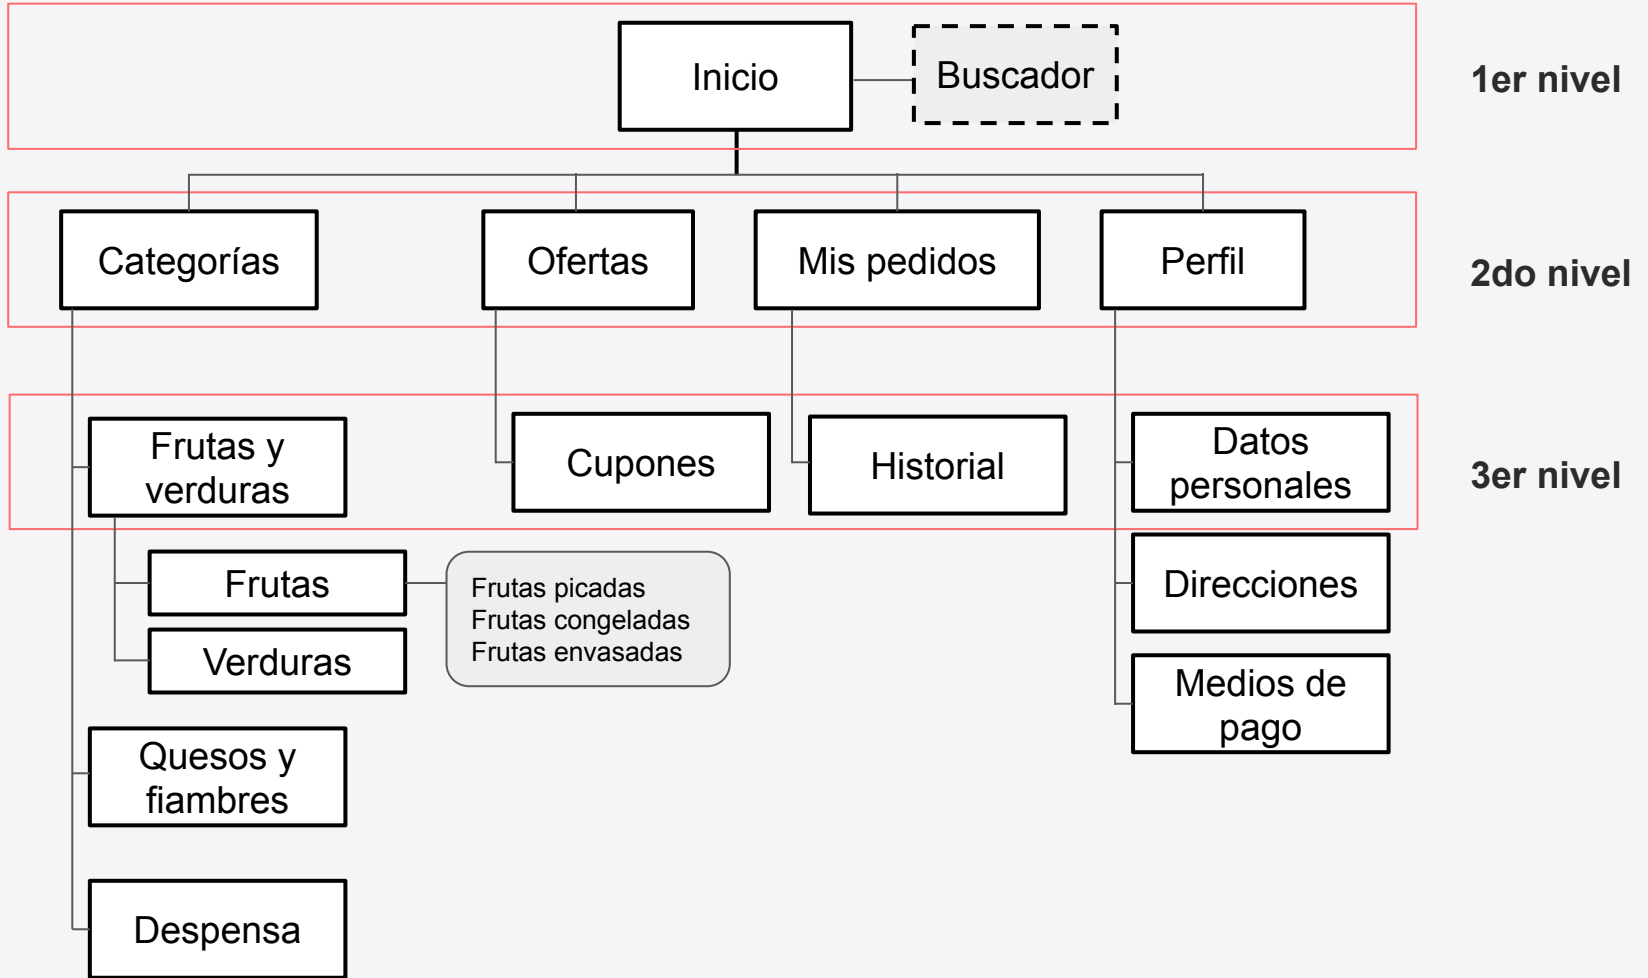 Inicio
Buscador
1er nivel
Categorías
Ofertas
Mis pedidos
Perfil
2do nivel
Frutas y
verduras
Cupones
Historial
Datos
personales
3er nivel
Frutas
Frutas picadas
Frutas congeladas
Frutas envasadas
Direcciones
Verduras
Medios de
pago
Quesos y
fiambres
Despensa